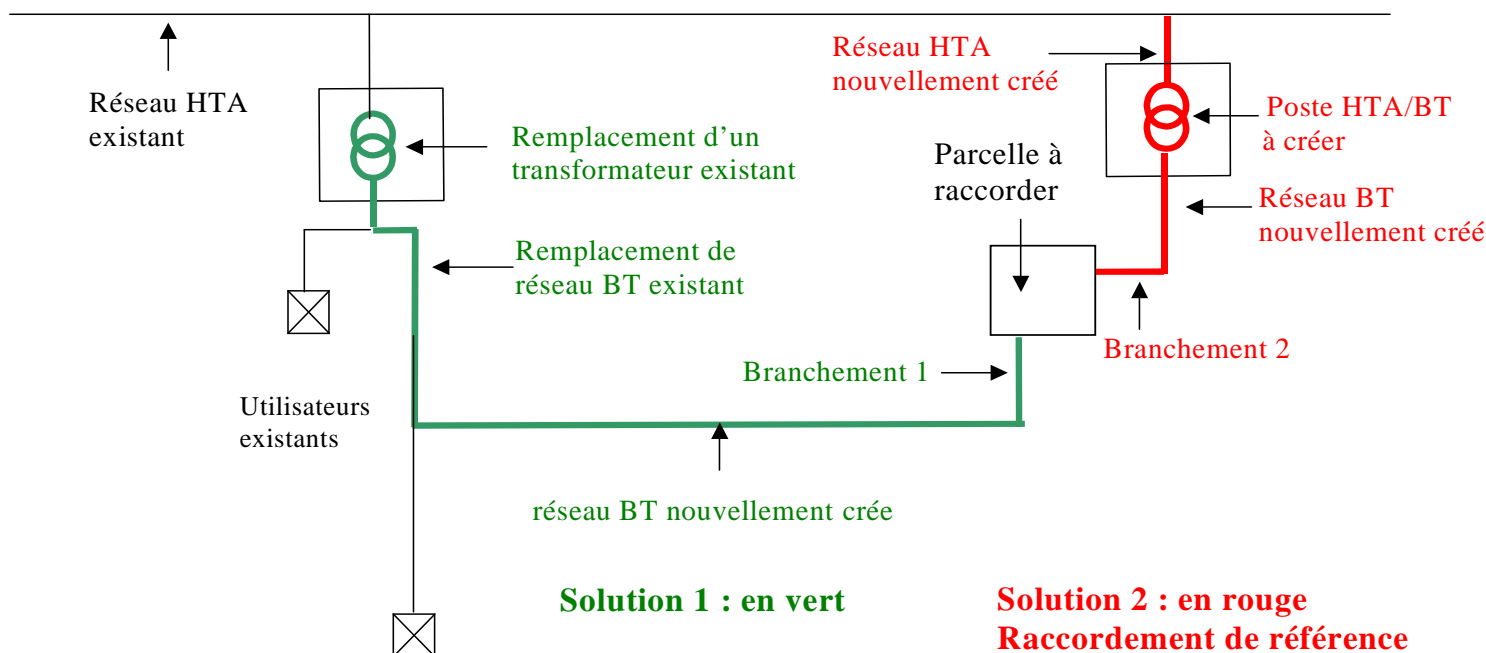 Réseau HTA
existant
Remplacement d'un
transformateur existant
Remplacement de
réseau BT existant
Utilisateurs
existants
réseau BT nouvellement crée
Branchement 1
Parcelle à
raccorder
Réseau HTA
nouvellement créé
Poste HTA/BT
à créer
Réseau BT
nouvellement créé
Branchement 2
Solution 1 : en vert
Solution 2 : en rouge
Raccordement de référence